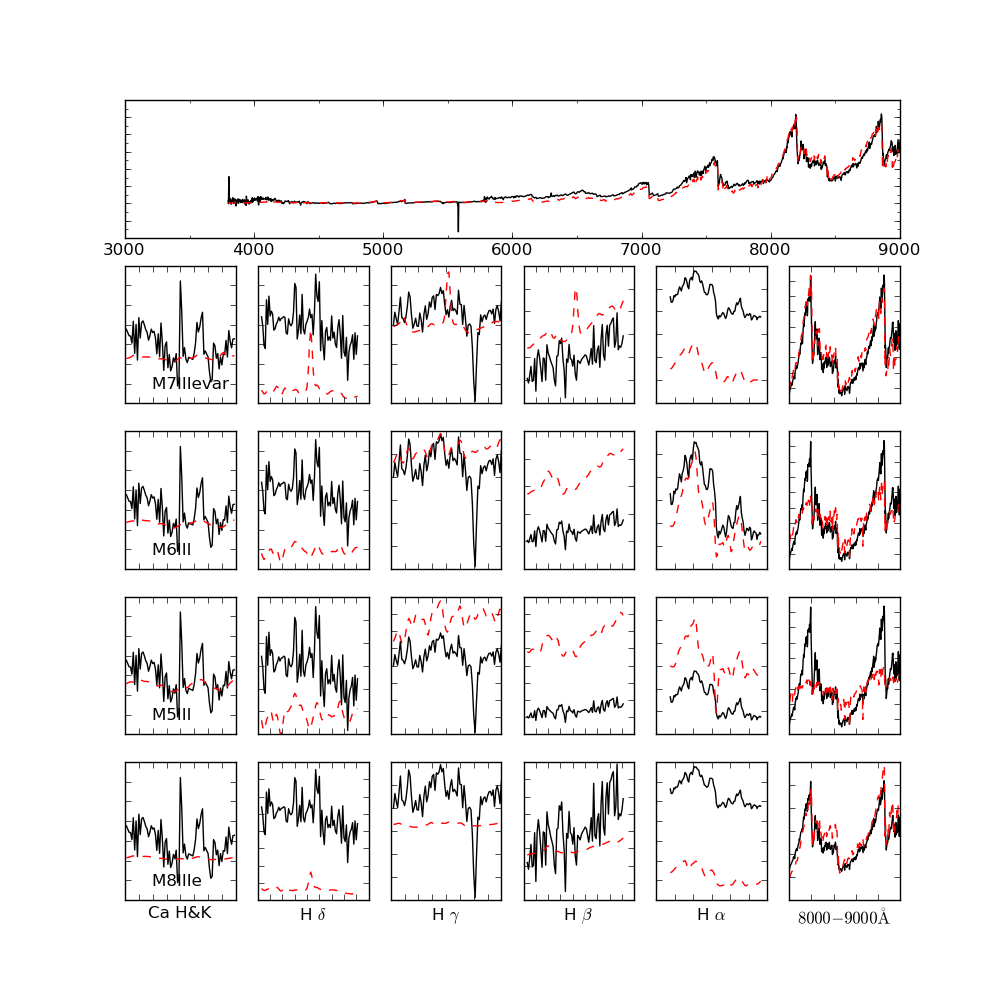 3000 4000 5000 6000 7000 8000 9000
M7IIIevar
M6III
M5III
M8IIIe
Ca H&K H δ H γ H β H α 8000−9000Å